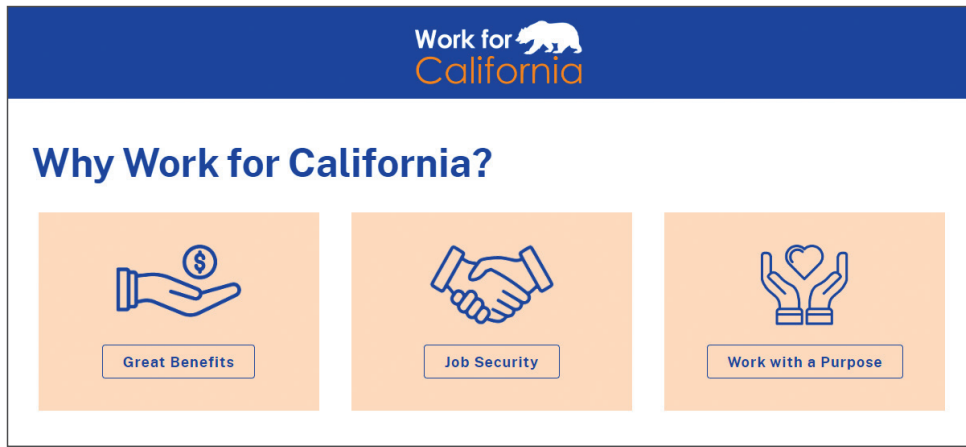 Work for
California
Why Work for California?
$
Great Benefits
Job Security
Work with a Purpose